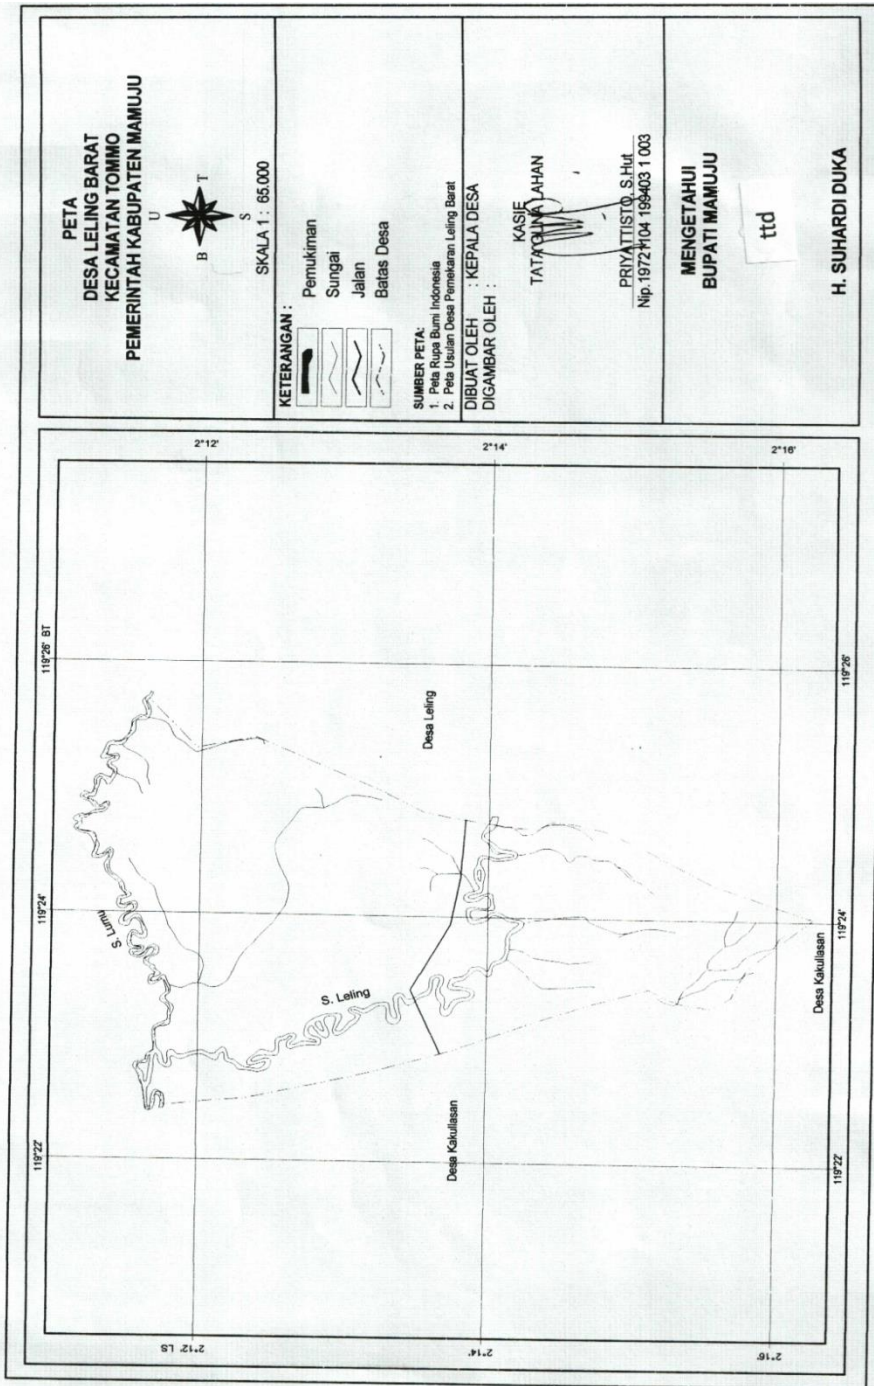 PETA
DESA LELING BARAT
KECAMATAN TOMMO
PEMERINTAH KABUPATEN MAMUJU
U
B
T
S
SKALA 1 : 65.000
KETERANGAN :
Pemukiman
Sungai
Jalan
Batas Desa
SUMBER PETA:
1. Peta Rupa Bumi Indonesia
2. Peta Usulan Desa Pemekaran Leling Barat
DIBUAT OLEH : KEPALA DESA
DIGAMBAR OLEH :
KASIE
TATAGUNA LAHAN
PRIYATTISTO, S.Hut
Nip. 19721104 199403 1 003
MENGETAHUI
BUPATI MAMUJU
ttd
H. SUHARDI DUKA
119°22'
119°24'
119°26' BT
2°12' LS
2°12'
S. Lumu
S. Leling
Desa Leling
Desa Kakullasan
2°14'
2°14'
Desa Kakullasan
2°16'
2°16'
119°22'
119°24'
119°26'